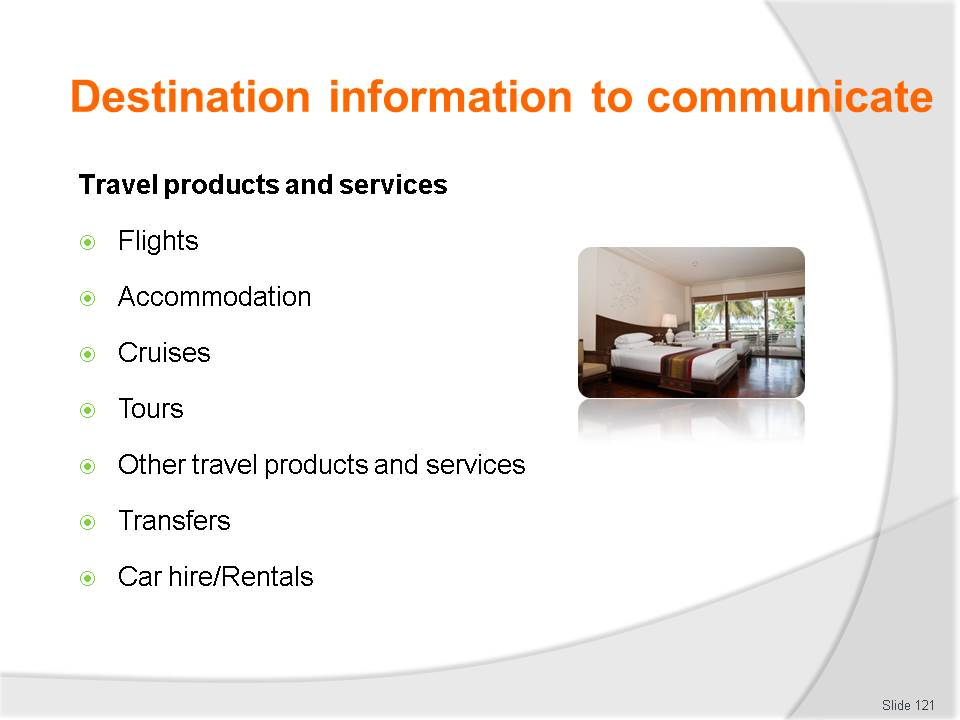 Destination information to communicate
Travel products and services
Flights
Accommodation
Cruises
Tours
Other travel products and services
Transfers
Car hire/Rentals
Slide 121